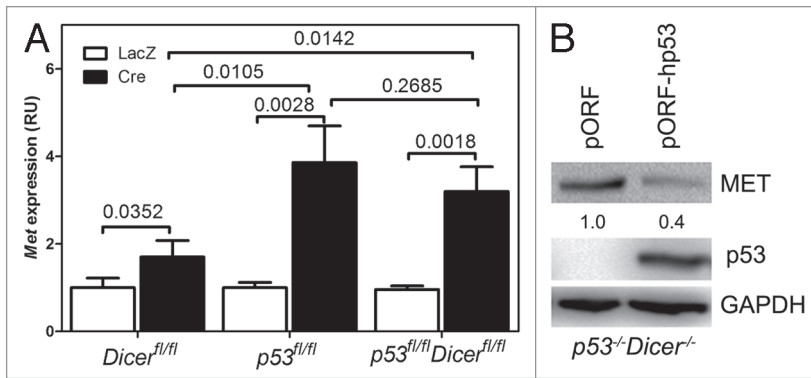 A
LacZ
Cre
0.0142
0.0105
0.0028
0.2685
0.0018
0.0352
Met expression (RU)
6
4
2
0
Dicer^fl/fl
p53^fl/fl
p53^fl/fl Dicer^fl/fl
B
pORF
pORF-hp53
MET
1.0 0.4
p53
GAPDH
p53^-/- Dicer^-/-